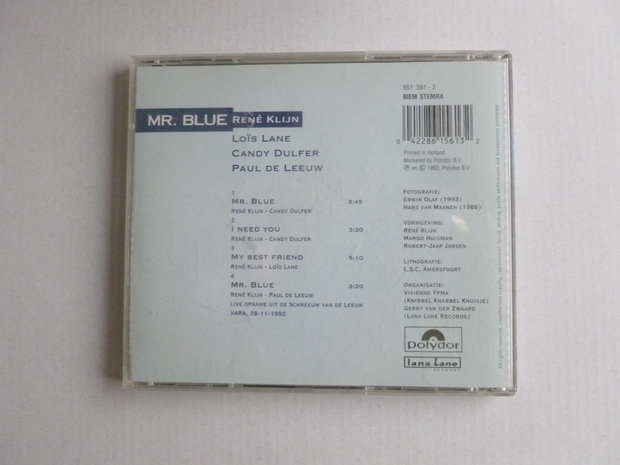 MR. BLUE RENÉ KLIJN
LOÏS LANE
CANDY DULFER
PAUL DE LEEUW
1
MR. BLUE 3:45
RENÉ KLIJN - CANDY DULFER
2
I NEED YOU 3:30
RENÉ KLIJN - CANDY DULFER
3
MY BEST FRIEND 5:10
RENÉ KLIJN - LOÏS LANE
4
MR. BLUE 3:20
RENÉ KLIJN - PAUL DE LEEUW
LIVE OPNAME UIT DE SCHREEUW VAN DE LEEUW
VARA, 28-11-1992
861 561 - 2
BIEM STEMRA
0 42286 15613 2
Printed in Holland
Marketed by Polydor B.V.
℗ en © 1993, Polydor B.V.
FOTOGRAFIE:
ERWIN OLAF (1993)
HANS VAN MAANEN (1986)
VORMGEVING:
RENÉ KLIJN
MARGO HUISMAN
ROBERT-JAAP JANSEN
LITHOGRAFIE:
L.S.C. AMERSFOORT
ORGANISATIE:
VIVIENNE YPMA
(KNIBBEL KNABBEL KNUISJE)
GERRY VAN DER ZWAARD
(LANA LANE RECORDS)
polydor
lana Lane
RECORDS